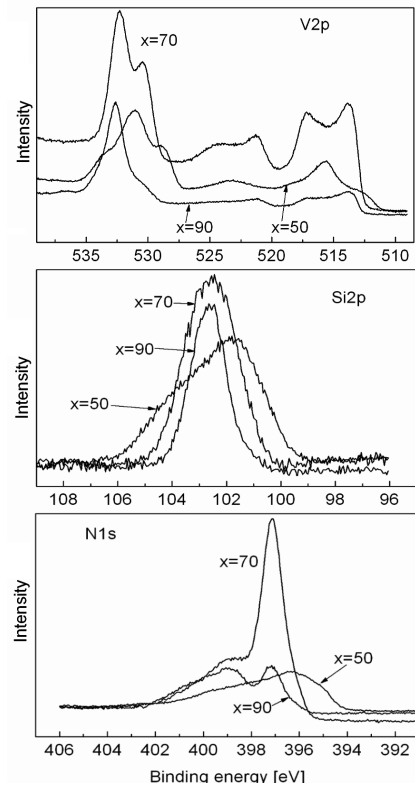 V2p
x=70
Intensity
x=90
x=50
535 530 525 520 515 510
Si2p
x=70
x=90
x=50
Intensity
108 106 104 102 100 98 96
N1s
x=70
x=50
x=90
Intensity
406 404 402 400 398 396 394 392
Binding energy [eV]